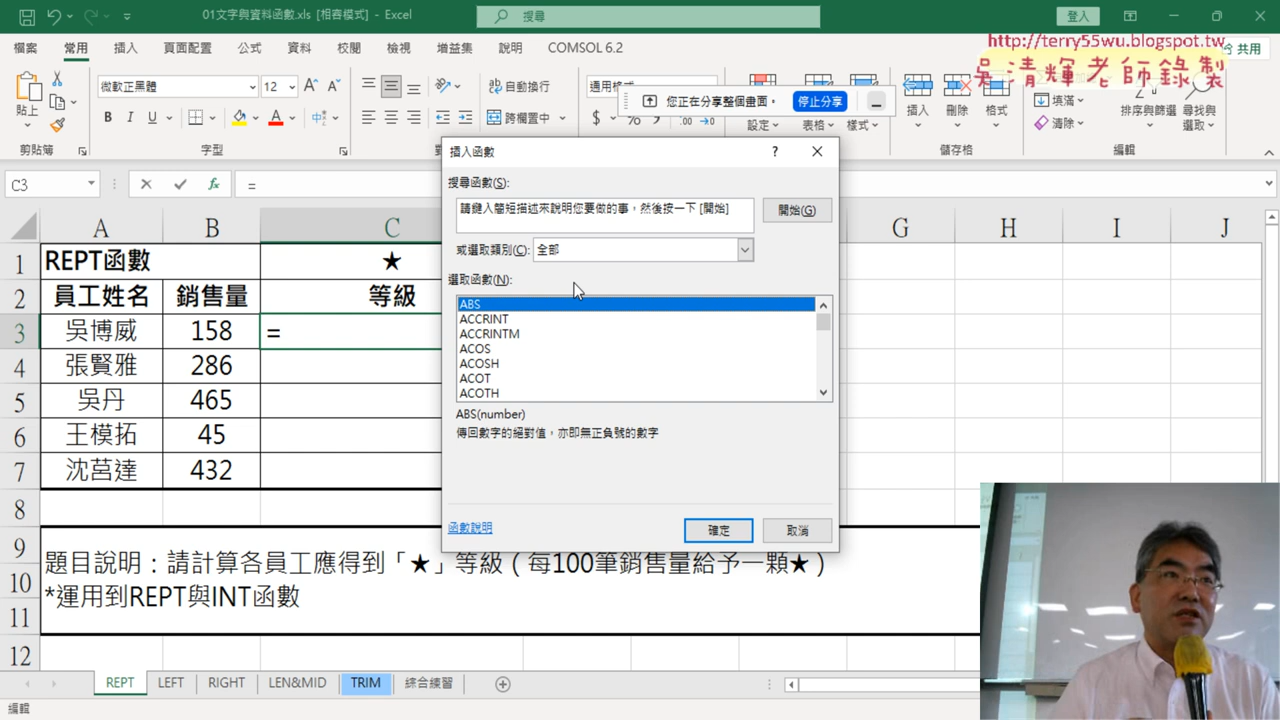 01文字與資料函數.xls [相容模式] - Excel
搜尋
登入
檔案 常用 插入 頁面配置 公式 資料 校閱 檢視 增益集 說明 COMSOL 6.2
共用
http://terry55wu.blogspot.tw
吳清輝老師錄製
貼上
微軟正黑體 12
自動換行
通用格式
您正在分享整個畫面。 停止分享
插入 刪除 格式
填滿
清除
排序與篩選 尋找與選取
B I U
跨欄置中
設定 表格 樣式
剪貼簿 字型 儲存格 編輯
C3
=
插入函數
搜尋函數(S):
請鍵入簡短描述來說明您要做的事，然後按一下 [開始]
開始(G)
或選取類別(C): 全部
選取函數(N):
ABS
ACCRINT
ACCRINTM
ACOS
ACOSH
ACOT
ACOTH
ABS(number)
傳回數字的絕對值，亦即無正負號的數字
函數說明
確定 取消
A B C G H I J
1 REPT函數 ★
2 員工姓名 銷售量 等級
3 吳博威 158 =
4 張賢雅 286
5 吳丹 465
6 王模拓 45
7 沈莒達 432
8
9
10 題目說明：請計算各員工應得到「★」等級（每100筆銷售量給予一顆★）
11 *運用到REPT與INT函數
12
REPT LEFT RIGHT LEN&MID TRIM 綜合練習
編輯